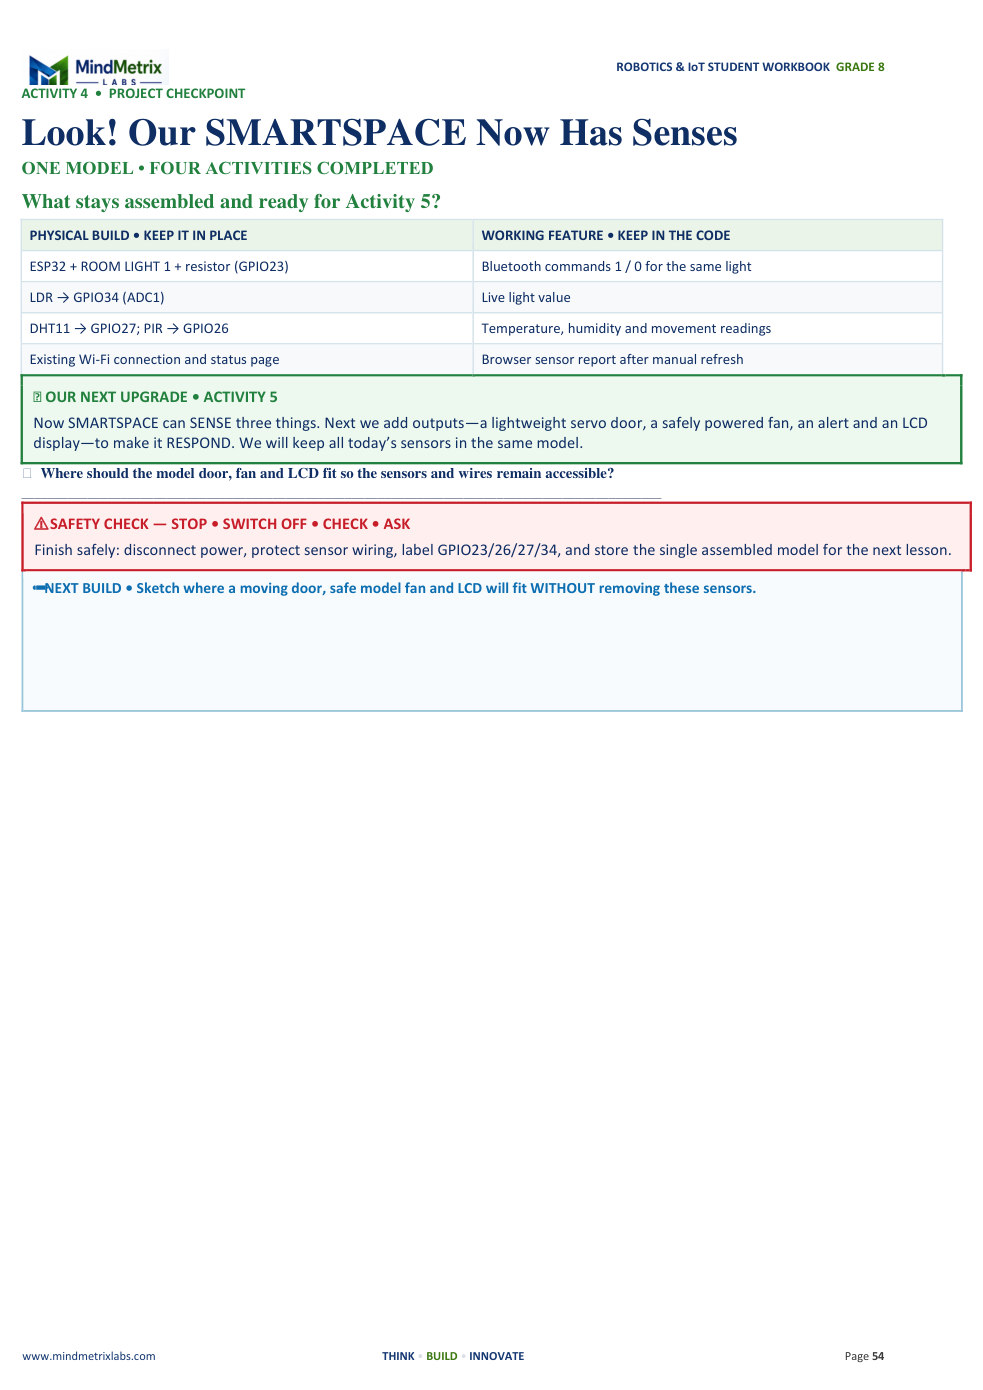 MindMetrix
LABS
ROBOTICS & IoT STUDENT WORKBOOK GRADE 8
ACTIVITY 4 • PROJECT CHECKPOINT
Look! Our SMARTSPACE Now Has Senses
ONE MODEL • FOUR ACTIVITIES COMPLETED
What stays assembled and ready for Activity 5?
PHYSICAL BUILD • KEEP IT IN PLACE
WORKING FEATURE • KEEP IN THE CODE
ESP32 + ROOM LIGHT 1 + resistor (GPIO23)
Bluetooth commands 1 / 0 for the same light
LDR → GPIO34 (ADC1)
Live light value
DHT11 → GPIO27; PIR → GPIO26
Temperature, humidity and movement readings
Existing Wi-Fi connection and status page
Browser sensor report after manual refresh
OUR NEXT UPGRADE • ACTIVITY 5
Now SMARTSPACE can SENSE three things. Next we add outputs—a lightweight servo door, a safely powered fan, an alert and an LCD
display—to make it RESPOND. We will keep all today’s sensors in the same model.
Where should the model door, fan and LCD fit so the sensors and wires remain accessible?
⚠SAFETY CHECK — STOP • SWITCH OFF • CHECK • ASK
Finish safely: disconnect power, protect sensor wiring, label GPIO23/26/27/34, and store the single assembled model for the next lesson.
NEXT BUILD • Sketch where a moving door, safe model fan and LCD will fit WITHOUT removing these sensors.
www.mindmetrixlabs.com
THINK • BUILD • INNOVATE
Page 54